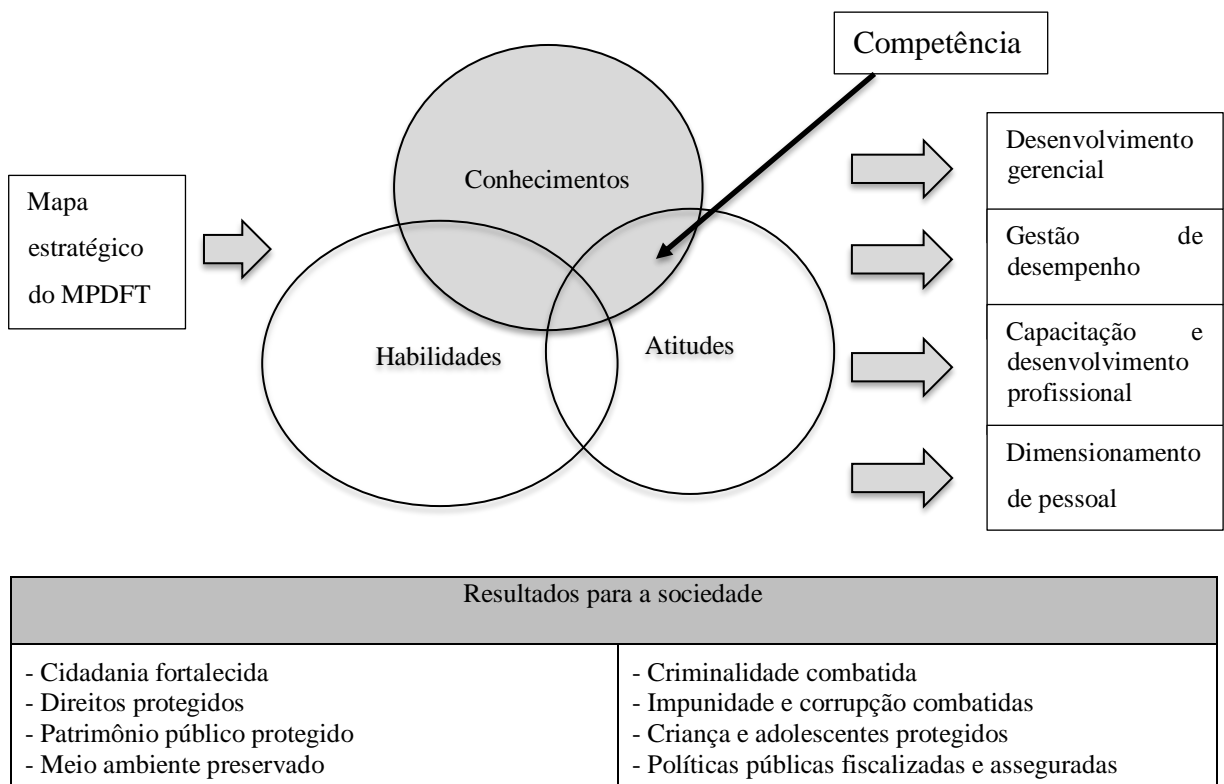 Competência
Conhecimentos
Mapa
estratégico
do MPDFT
Habilidades
Atitudes
Desenvolvimento
gerencial
Gestão de
desempenho
Capacitação e
desenvolvimento
profissional
Dimensionamento
de pessoal
Resultados para a sociedade
- Cidadania fortalecida
- Direitos protegidos
- Patrimônio público protegido
- Meio ambiente preservado
- Criminalidade combatida
- Impunidade e corrupção combatidas
- Criança e adolescentes protegidos
- Políticas públicas fiscalizadas e asseguradas